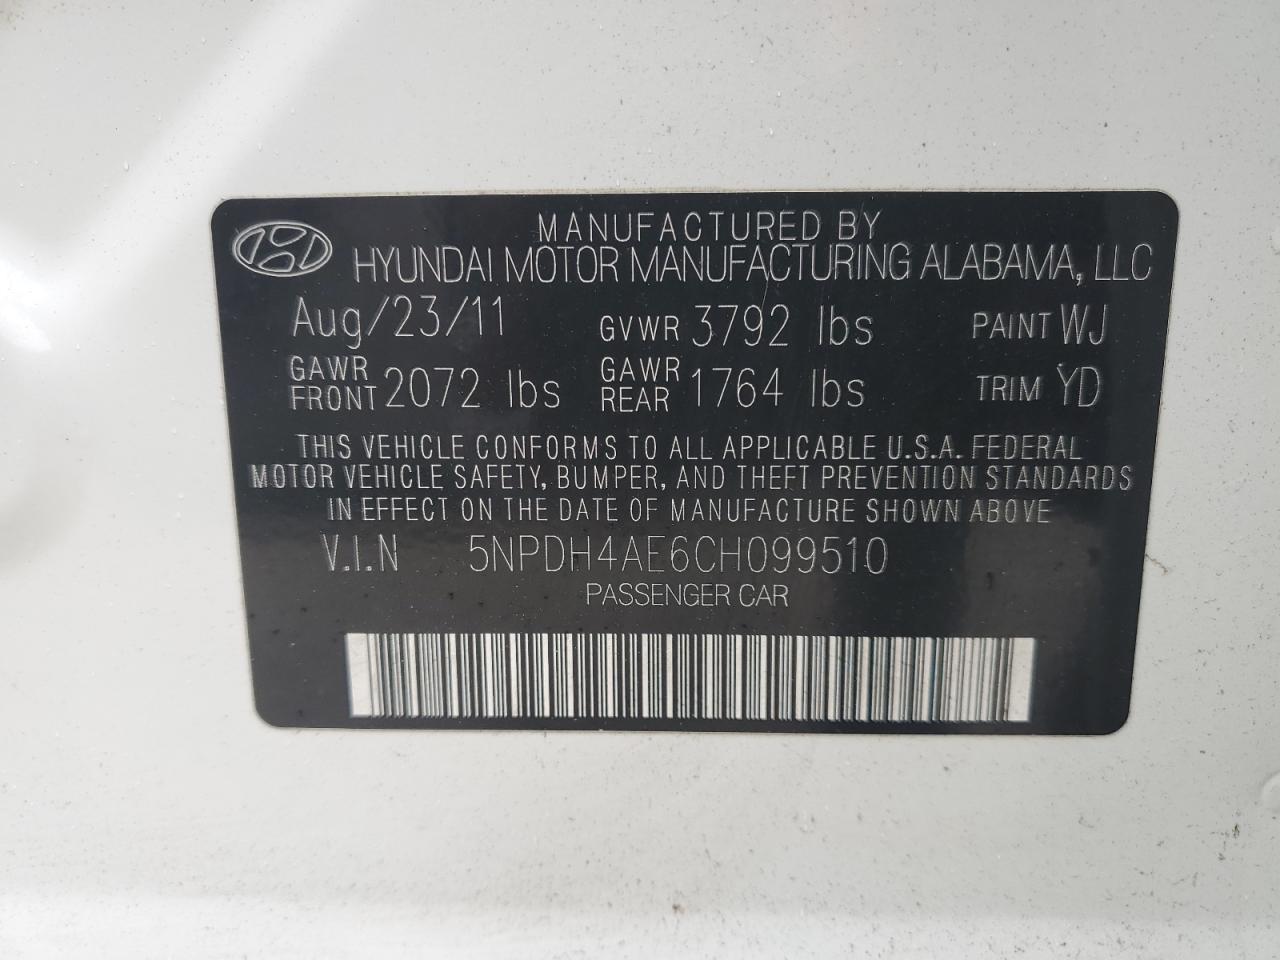 MANUFACTURED BY
HYUNDAI MOTOR MANUFACTURING ALABAMA, LLC
Aug/23/11 GVWR 3792 lbs PAINT WJ
GAWR FRONT 2072 lbs GAWR REAR 1764 lbs TRIM YD
THIS VEHICLE CONFORMS TO ALL APPLICABLE U.S.A. FEDERAL
MOTOR VEHICLE SAFETY, BUMPER, AND THEFT PREVENTION STANDARDS
IN EFFECT ON THE DATE OF MANUFACTURE SHOWN ABOVE
V.I.N 5NPDH4AE6CH099510
PASSENGER CAR